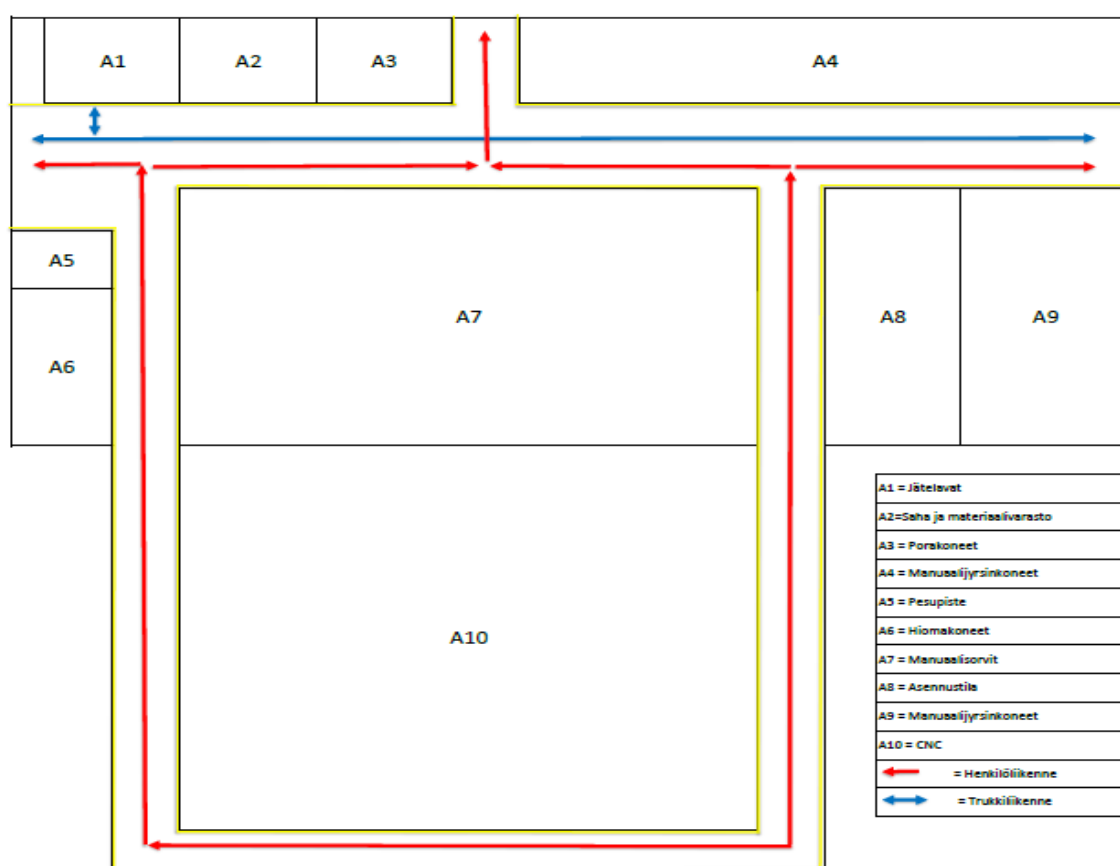 A1
A2
A3
A4
A5
A6
A7
A8
A9
A10
A1 = Jätelavat
A2=Saha ja materiaalivarasto
A3 = Porakoneet
A4 = Manuaalijyrsinkoneet
A5 = Pesupiste
A6 = Hiomakoneet
A7 = Manuaalisorvit
A8 = Asennustila
A9 = Manuaalijyrsinkoneet
A10 = CNC
= Henkilöliikenne
= Trukkiliikenne